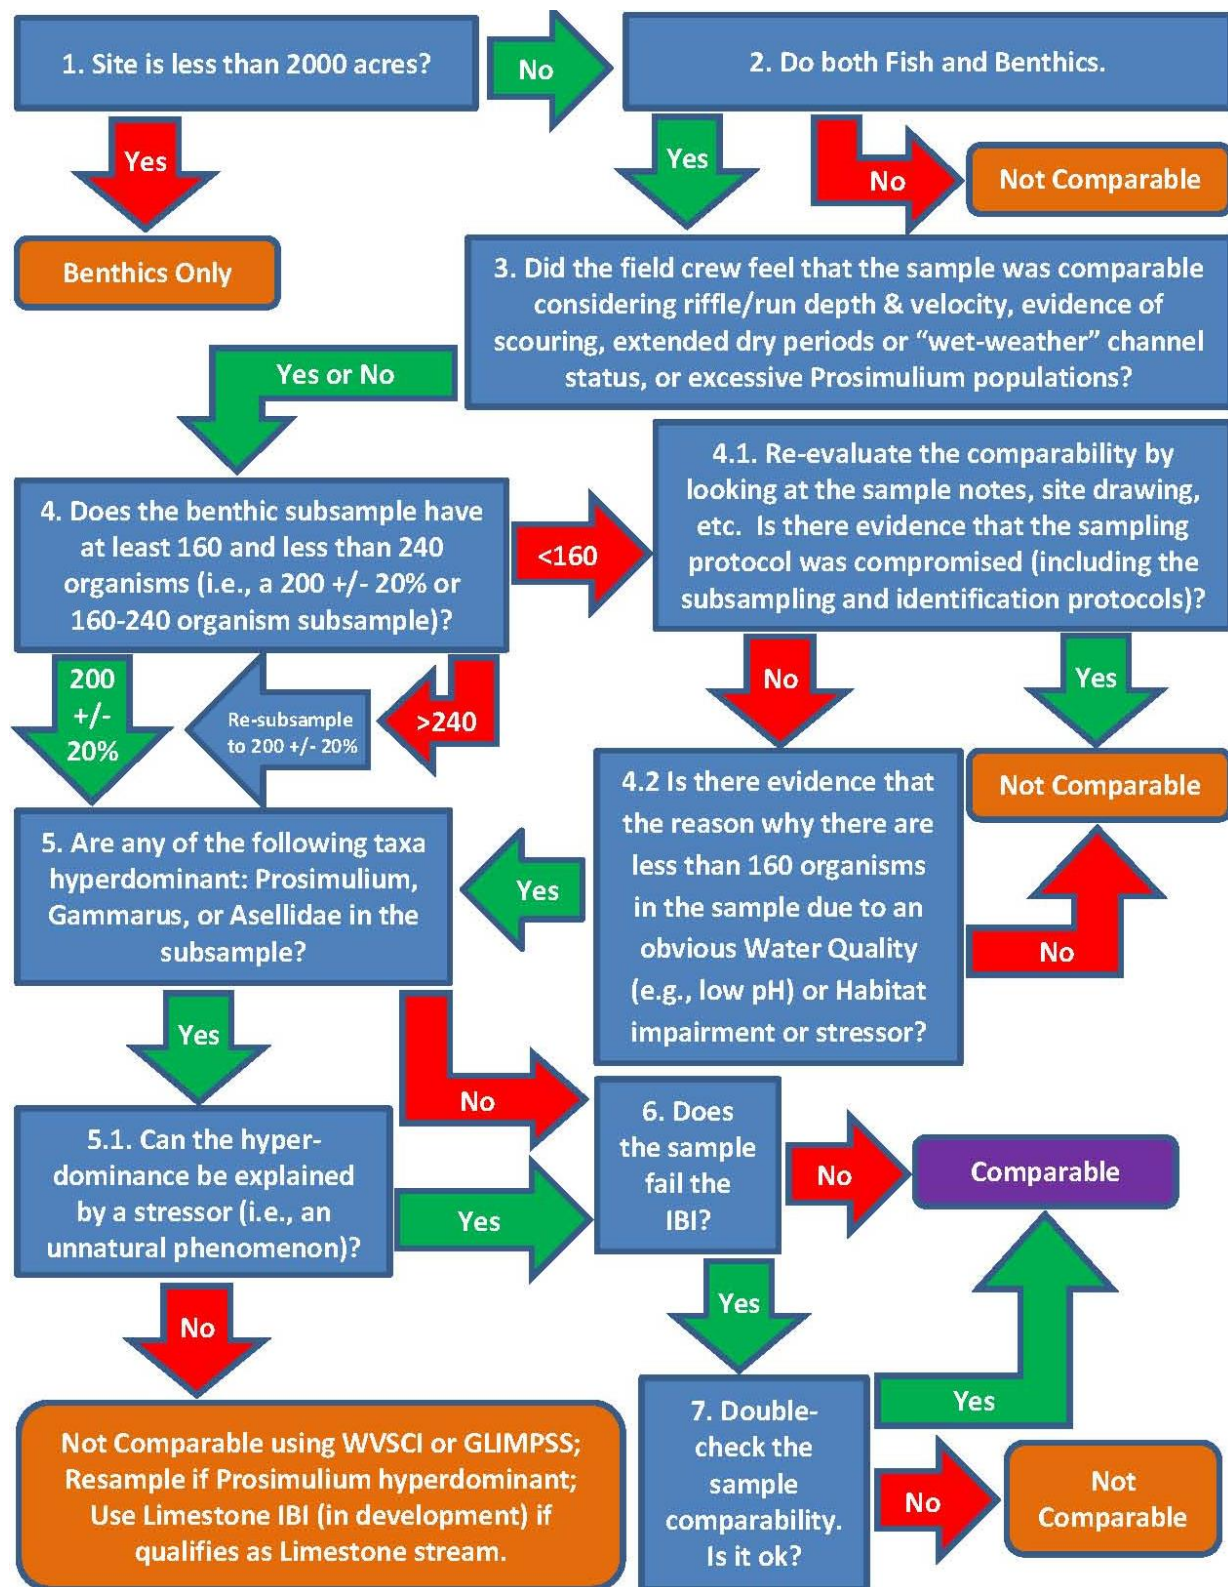 1. Site is less than 2000 acres?
No
2. Do both Fish and Benthics.
Yes
Yes
No
Not Comparable
Benthics Only
3. Did the field crew feel that the sample was comparable
considering riffle/run depth & velocity, evidence of
scouring, extended dry periods or “wet-weather” channel
status, or excessive Prosimulium populations?
Yes or No
4. Does the benthic subsample have
at least 160 and less than 240
organisms (i.e., a 200 +/- 20% or
160-240 organism subsample)?
<160
4.1. Re-evaluate the comparability by
looking at the sample notes, site drawing,
etc. Is there evidence that the sampling
protocol was compromised (including the
subsampling and identification protocols)?
200
+/-
20%
Re-subsample
to 200 +/- 20%
>240
No
Yes
Not Comparable
4.2 Is there evidence that
the reason why there are
less than 160 organisms
in the sample due to an
obvious Water Quality
(e.g., low pH) or Habitat
impairment or stressor?
No
Yes
5. Are any of the following taxa
hyperdominant: Prosimulium,
Gammarus, or Asellidae in the
subsample?
Yes
No
5.1. Can the hyper-
dominance be explained
by a stressor (i.e., an
unnatural phenomenon)?
Yes
6. Does
the sample
fail the
IBI?
No
Comparable
No
Yes
Not Comparable using WVSCI or GLIMPSS;
Resample if Prosimulium hyperdominant;
Use Limestone IBI (in development) if
qualifies as Limestone stream.
7. Double-
check the
sample
comparability.
Is it ok?
Yes
No
Not
Comparable